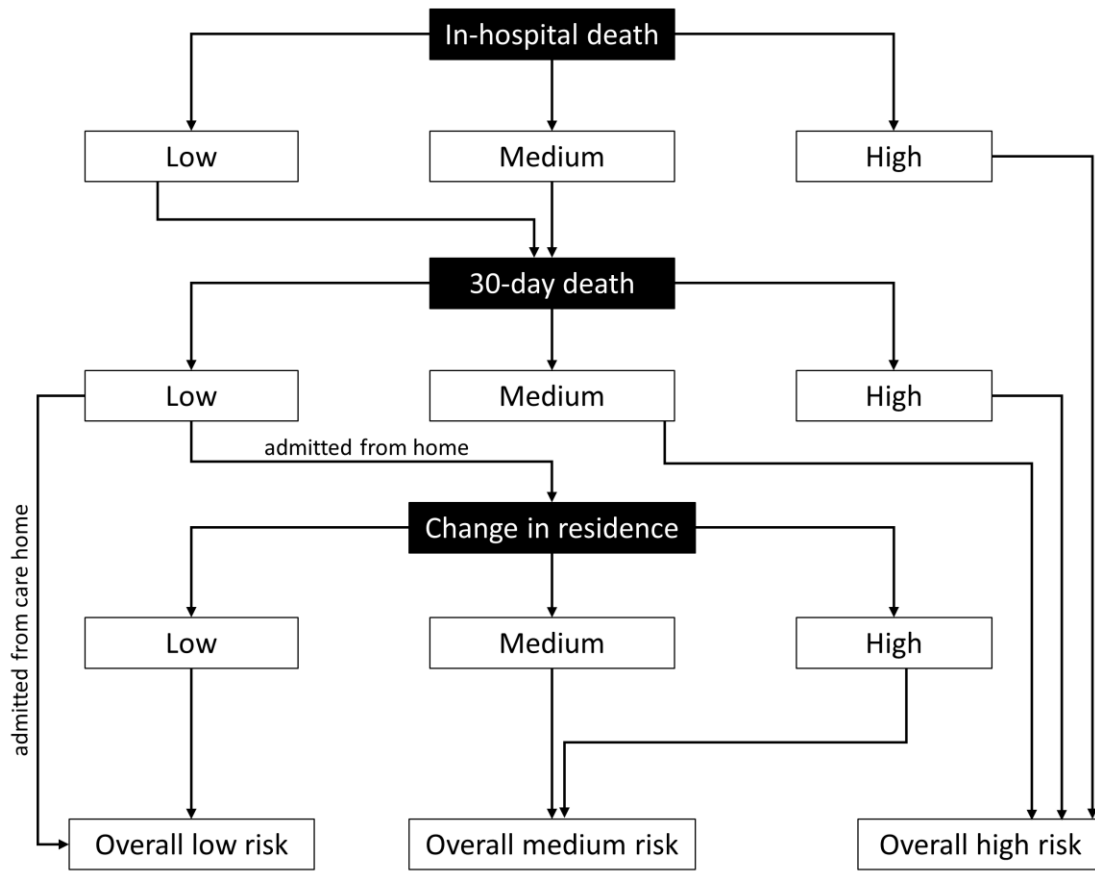 In-hospital death
Low
Medium
High
30-day death
Low
Medium
High
admitted from home
admitted from care home
Change in residence
Low
Medium
High
Overall low risk
Overall medium risk
Overall high risk